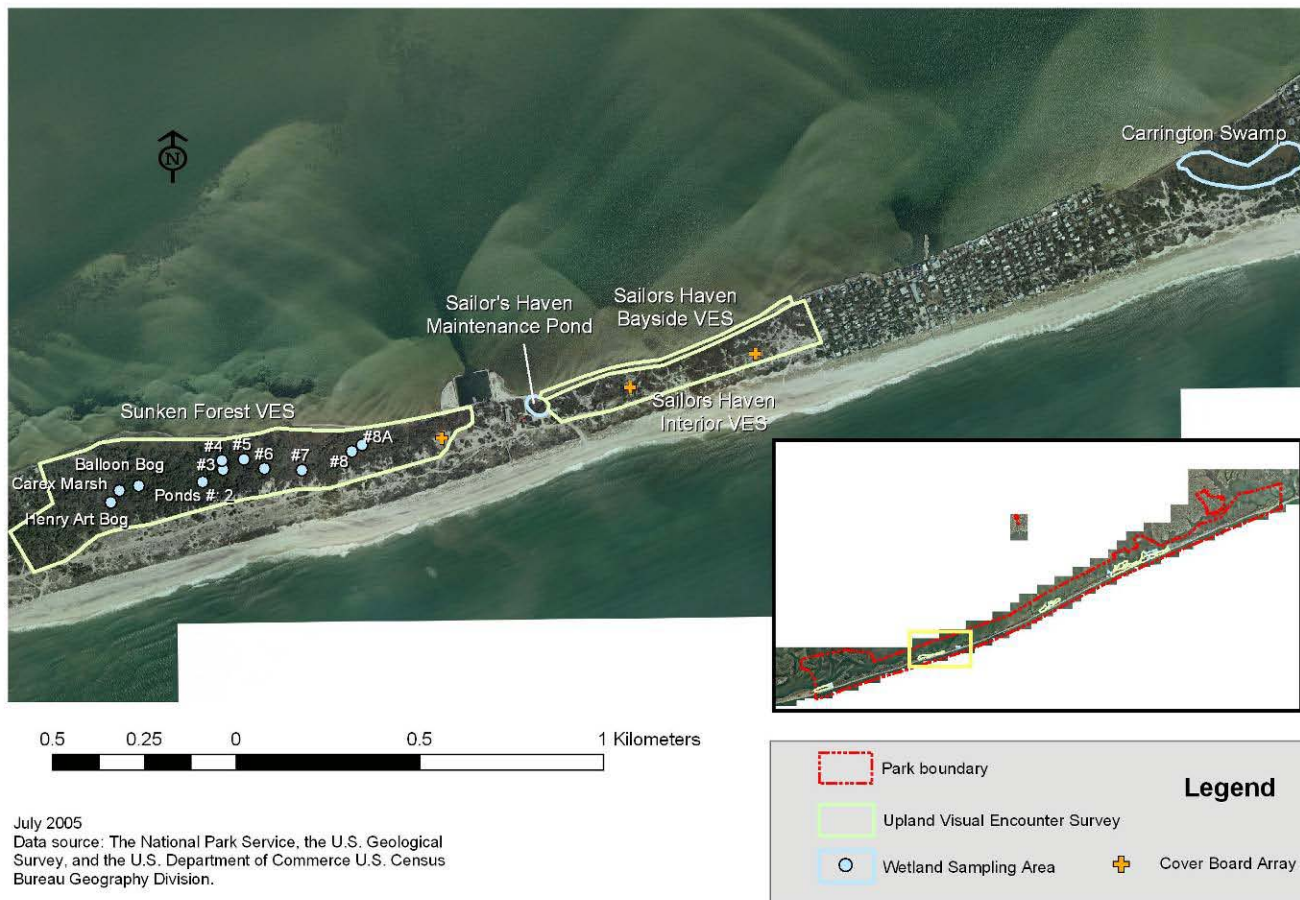 Carrington Swamp
N
Sailor's Haven
Maintenance Pond
Sailors Haven
Bayside VES
Sailors Haven
Interior VES
Sunken Forest VES
#8A
#8
#7
#6
#5
#4
#3
Ponds #: 2
Balloon Bog
Carex Marsh
Henry Art Bog
0.5 0.25 0 0.5 1 Kilometers
July 2005
Data source: The National Park Service, the U.S. Geological
Survey, and the U.S. Department of Commerce U.S. Census
Bureau Geography Division.
Legend
Park boundary
Upland Visual Encounter Survey
Wetland Sampling Area
Cover Board Array